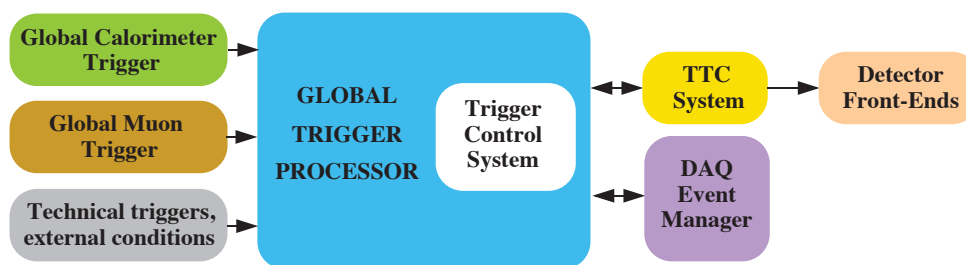 Global Calorimeter
Trigger
Global Muon
Trigger
Technical triggers,
external conditions
GLOBAL
TRIGGER
PROCESSOR
Trigger
Control
System
TTC
System
Detector
Front-Ends
DAQ
Event
Manager